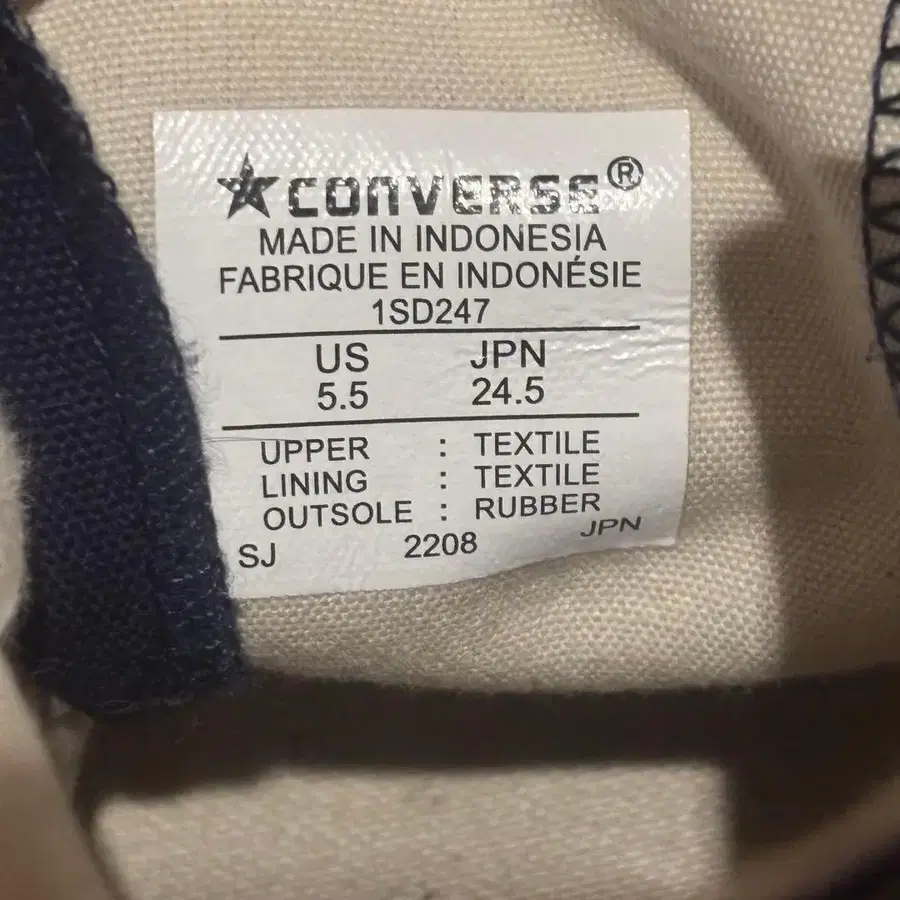 CONVERSE®
MADE IN INDONESIA
FABRIQUE EN INDONÉSIE
1SD247
US JPN
5.5 24.5
UPPER : TEXTILE
LINING : TEXTILE
OUTSOLE : RUBBER
SJ 2208 JPN